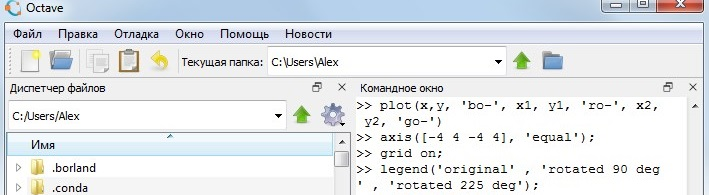 Octave
Файл Правка Отладка Окно Помощь Новости
Текущая папка: C:\Users\Alex
Диспетчер файлов
C:/Users/Alex
Имя
.borland
.conda
Командное окно
>> plot(x,y, 'bo-', x1, y1, 'ro-', x2,
y2, 'go-')
>> axis([-4 4 -4 4], 'equal');
>> grid on;
>> legend('original' , 'rotated 90 deg
' , 'rotated 225 deg');